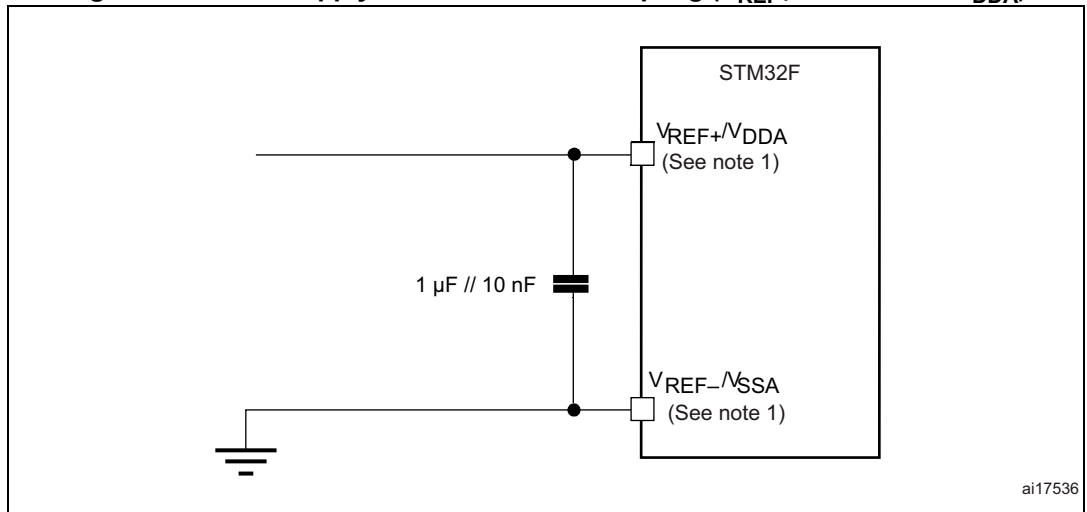 STM32F
VREF+/VDDA
(See note 1)
1 µF // 10 nF
VREF–/VSSA
(See note 1)
ai17536